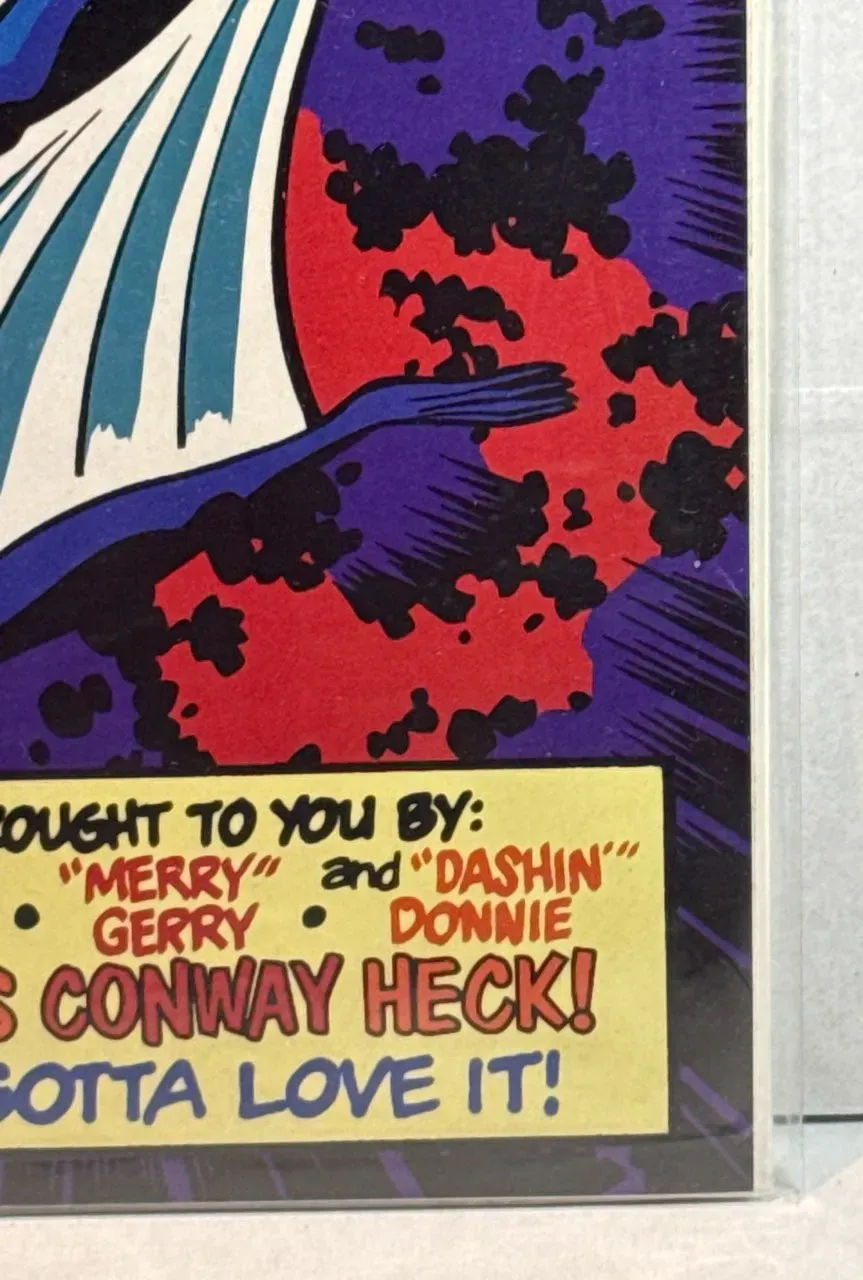 OUGHT TO YOU BY:
• "MERRY" and "DASHIN'"
GERRY • DONNIE
S CONWAY HECK!
GOTTA LOVE IT!